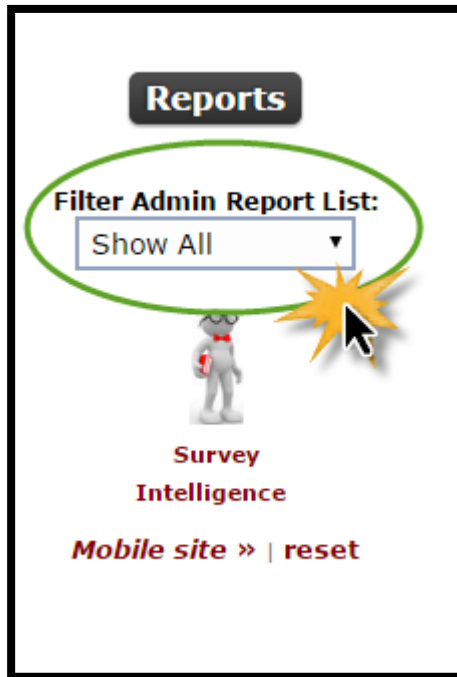 Reports
Filter Admin Report List:
Show All
Survey
Intelligence
Mobile site » | reset